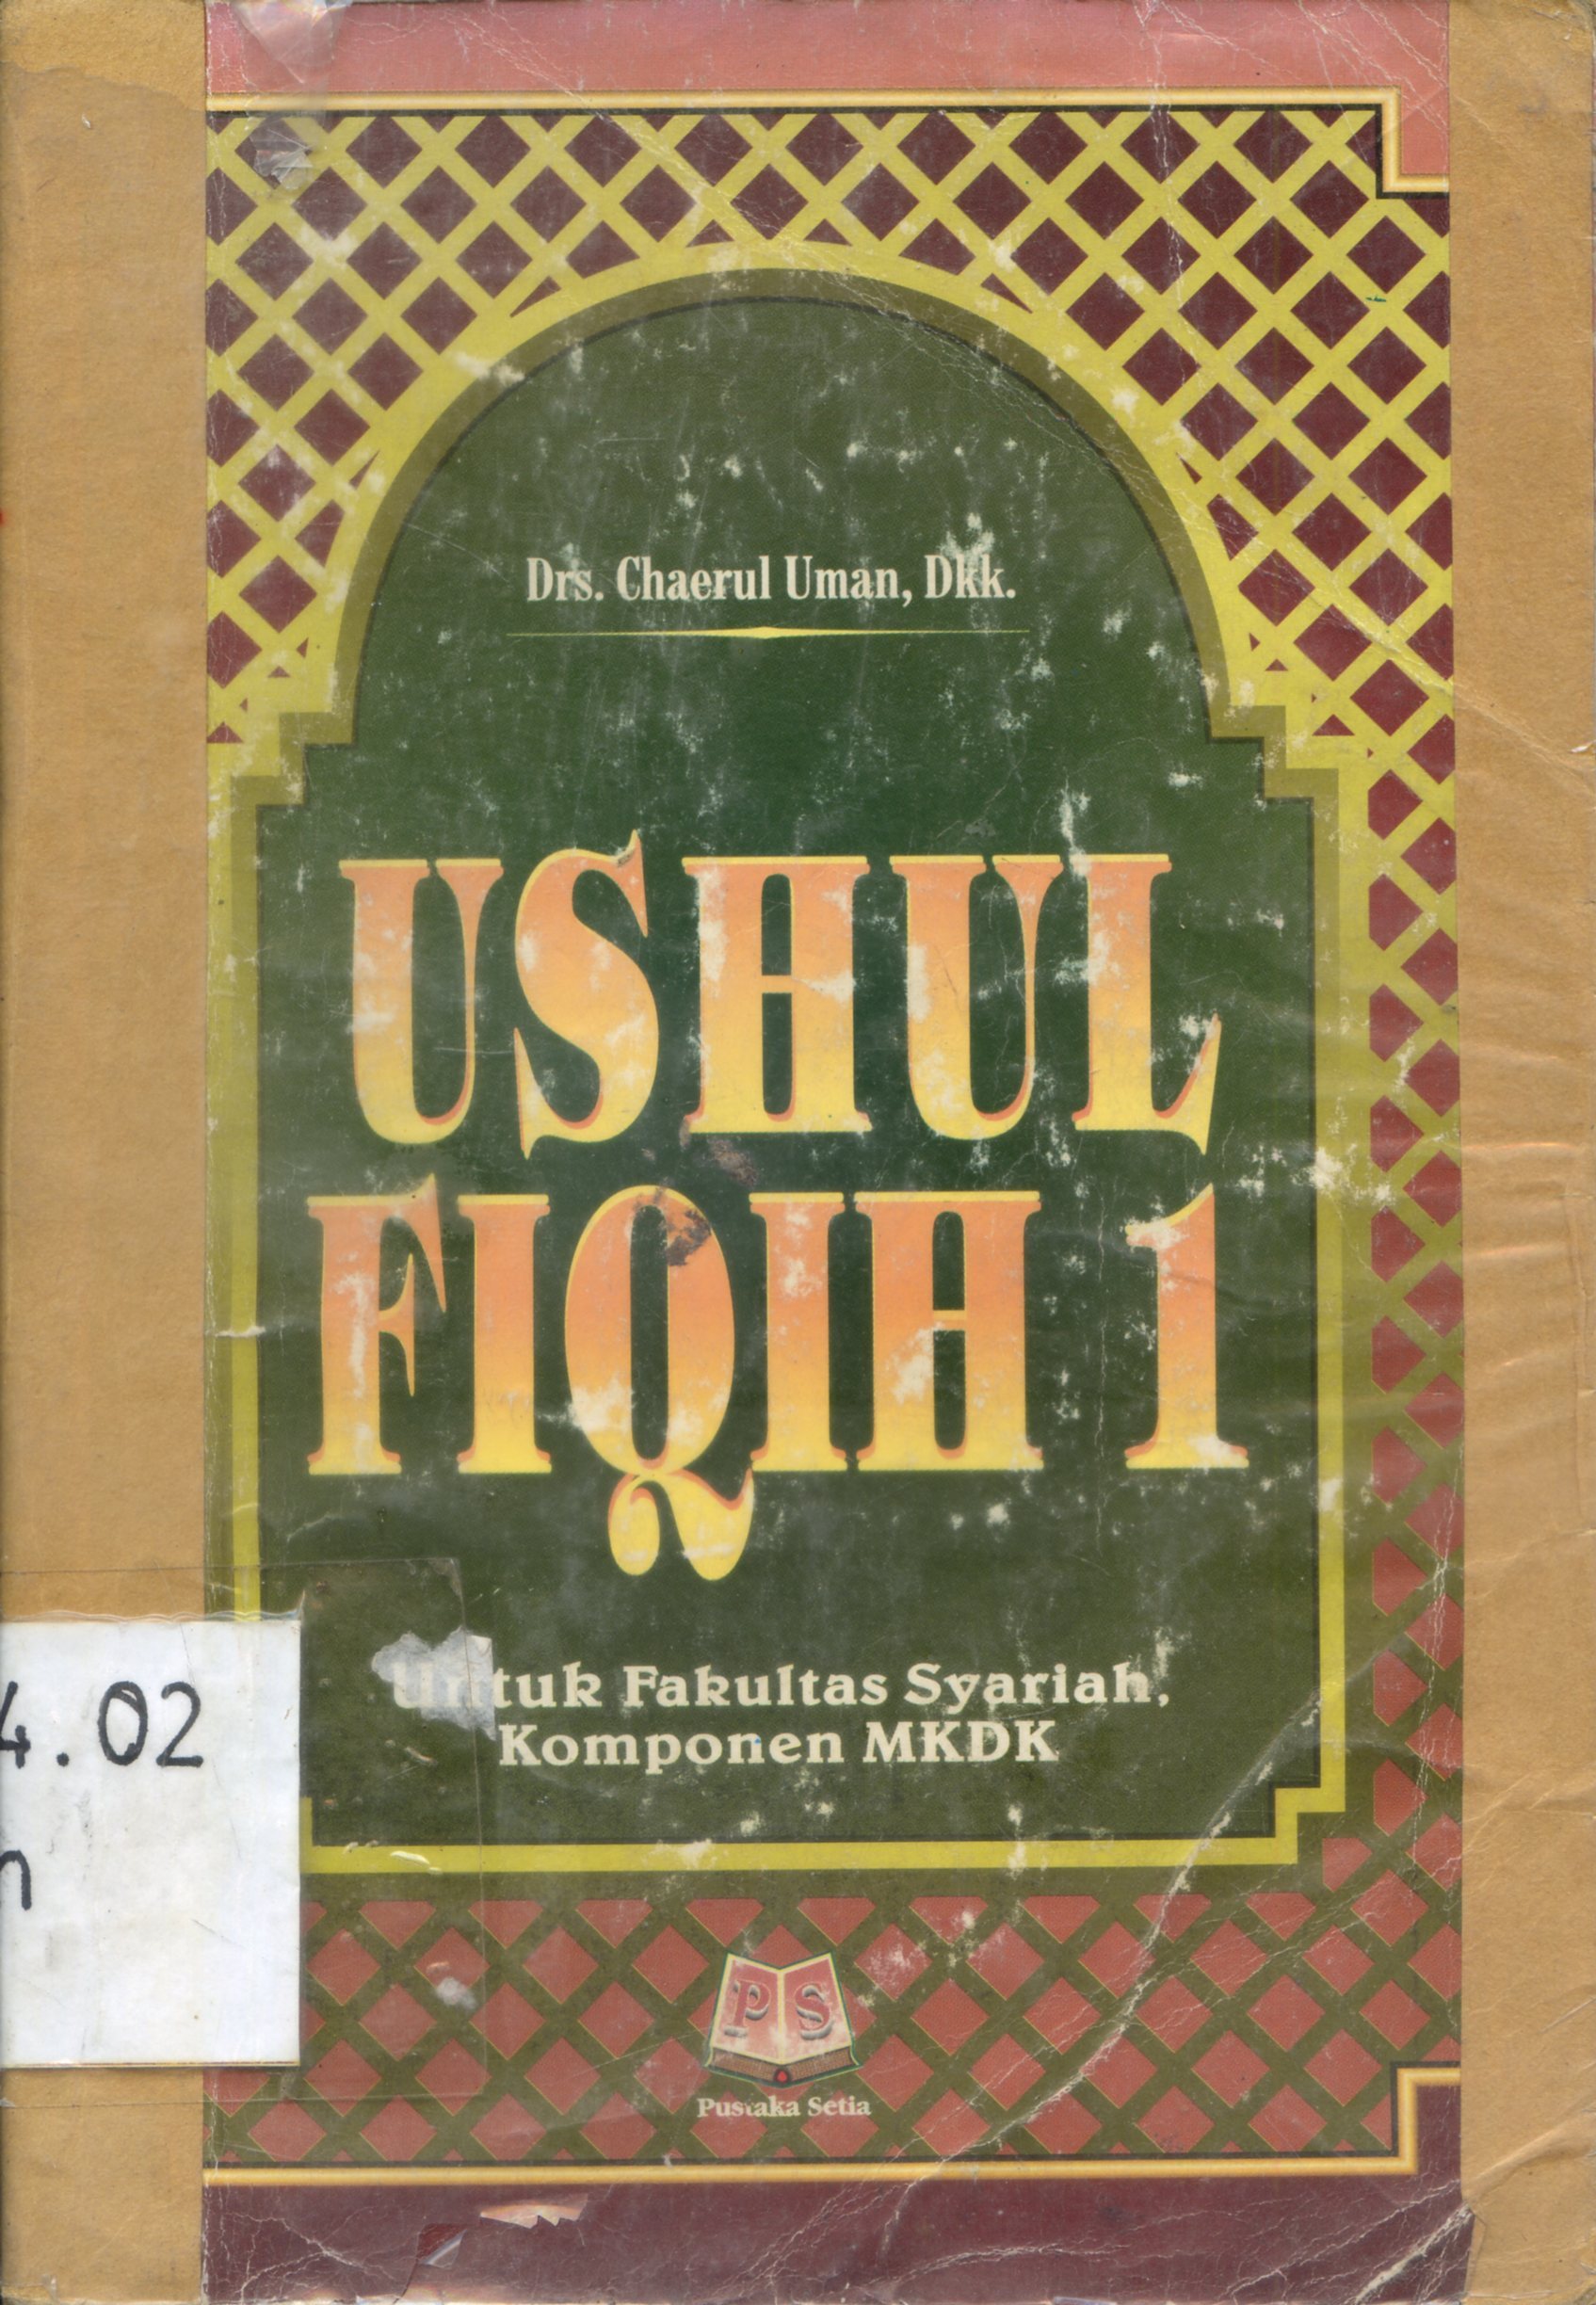 Drs. Chaerul Uman, Dkk.
USHUL
FIQIH 1
Untuk Fakultas Syariah,
Komponen MKDK
4.02
n
PS
Pustaka Setia